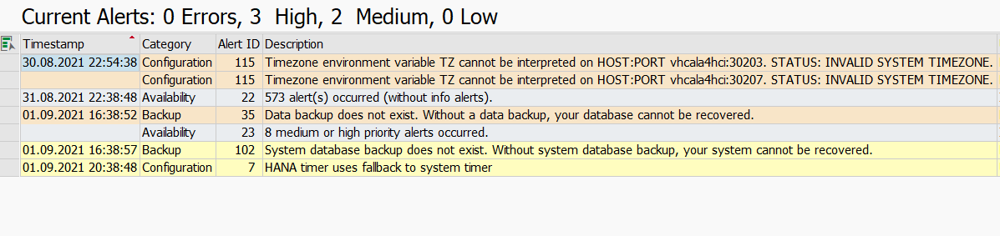 Current Alerts: 0 Errors, 3  High, 2  Medium, 0 Low
Timestamp Category Alert ID Description
30.08.2021 22:54:38 Configuration 115 Timezone environment variable TZ cannot be interpreted on HOST:PORT vhcala4hci:30203. STATUS: INVALID SYSTEM TIMEZONE.
Configuration 115 Timezone environment variable TZ cannot be interpreted on HOST:PORT vhcala4hci:30207. STATUS: INVALID SYSTEM TIMEZONE.
31.08.2021 22:38:48 Availability 22 573 alert(s) occurred (without info alerts).
01.09.2021 16:38:52 Backup 35 Data backup does not exist. Without a data backup, your database cannot be recovered.
Availability 23 8 medium or high priority alerts occurred.
01.09.2021 16:38:57 Backup 102 System database backup does not exist. Without system database backup, your system cannot be recovered.
01.09.2021 20:38:48 Configuration 7 HANA timer uses fallback to system timer